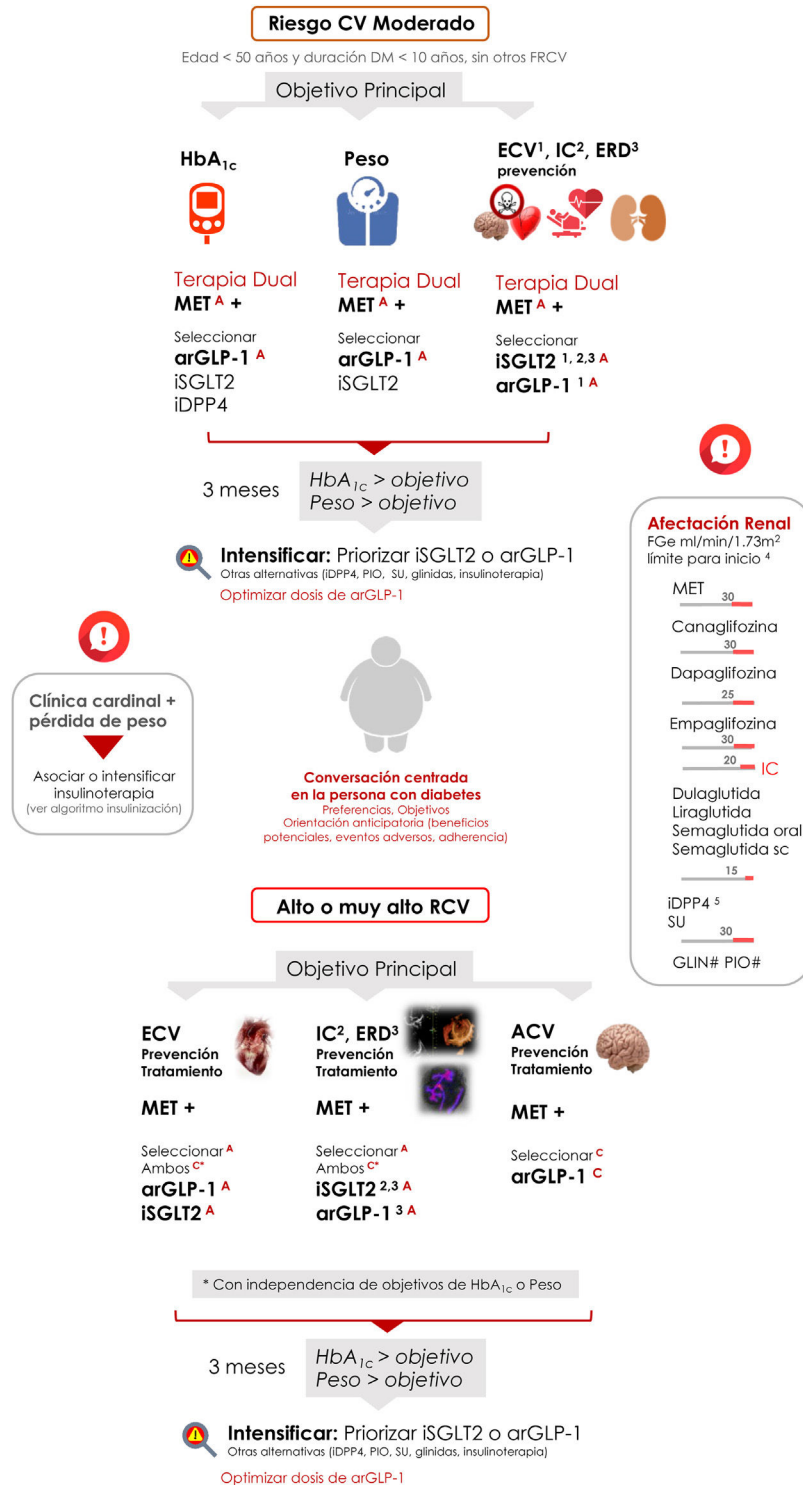 Riesgo CV Moderado
Edad < 50 años y duración DM < 10 años, sin otros FRCV
Objetivo Principal
HbA1c
Peso
ECV¹, IC², ERD³
prevención
Terapia Dual
MET A +
Seleccionar
arGLP-1 A
iSGLT2
iDPP4
Terapia Dual
MET A +
Seleccionar
arGLP-1 A
iSGLT2
Terapia Dual
MET A +
Seleccionar
iSGLT2 1, 2,3 A
arGLP-1 1 A
3 meses
HbA1c > objetivo
Peso > objetivo
Intensificar: Priorizar iSGLT2 o arGLP-1
Otras alternativas (iDPP4, PIO, SU, glinidas, insulinoterapia)
Optimizar dosis de arGLP-1
Clínica cardinal +
pérdida de peso
Asociar o intensificar
insulinoterapia
(ver algoritmo insulinización)
Conversación centrada
en la persona con diabetes
Preferencias, Objetivos
Orientación anticipatoria (beneficios
potenciales, eventos adversos, adherencia)
Afectación Renal
FGe ml/min/1.73m²
límite para inicio ⁴
MET
30
Canaglifozina
30
Dapaglifozina
25
Empaglifozina
30
20
IC
Dulaglutida
Liraglutida
Semaglutida oral
Semaglutida sc
15
iDPP4 ⁵
SU
30
GLIN# PIO#
Alto o muy alto RCV
Objetivo Principal
ECV
Prevención
Tratamiento
MET +
Seleccionar A
Ambos C*
arGLP-1 A
iSGLT2 A
IC², ERD³
Prevención
Tratamiento
MET +
Seleccionar A
Ambos C*
iSGLT2 2,3 A
arGLP-1 3 A
ACV
Prevención
Tratamiento
MET +
Seleccionar C
arGLP-1 C
* Con independencia de objetivos de HbA1c o Peso
3 meses
HbA1c > objetivo
Peso > objetivo
Intensificar: Priorizar iSGLT2 o arGLP-1
Otras alternativas (iDPP4, PIO, SU, glinidas, insulinoterapia)
Optimizar dosis de arGLP-1